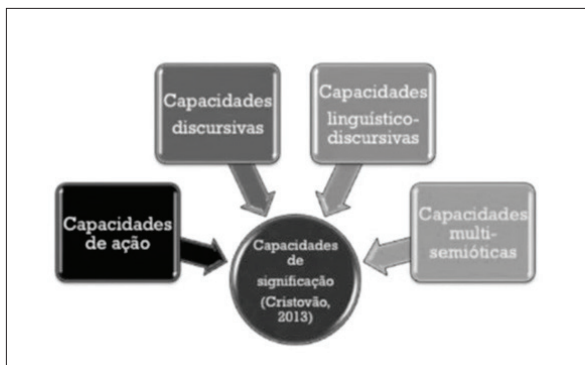 Capacidades
discursivas
Capacidades
linguístico-
discursivas
Capacidades
de ação
Capacidades
de
significação
(Cristovão,
2013)
Capacidades
multi-
semióticas